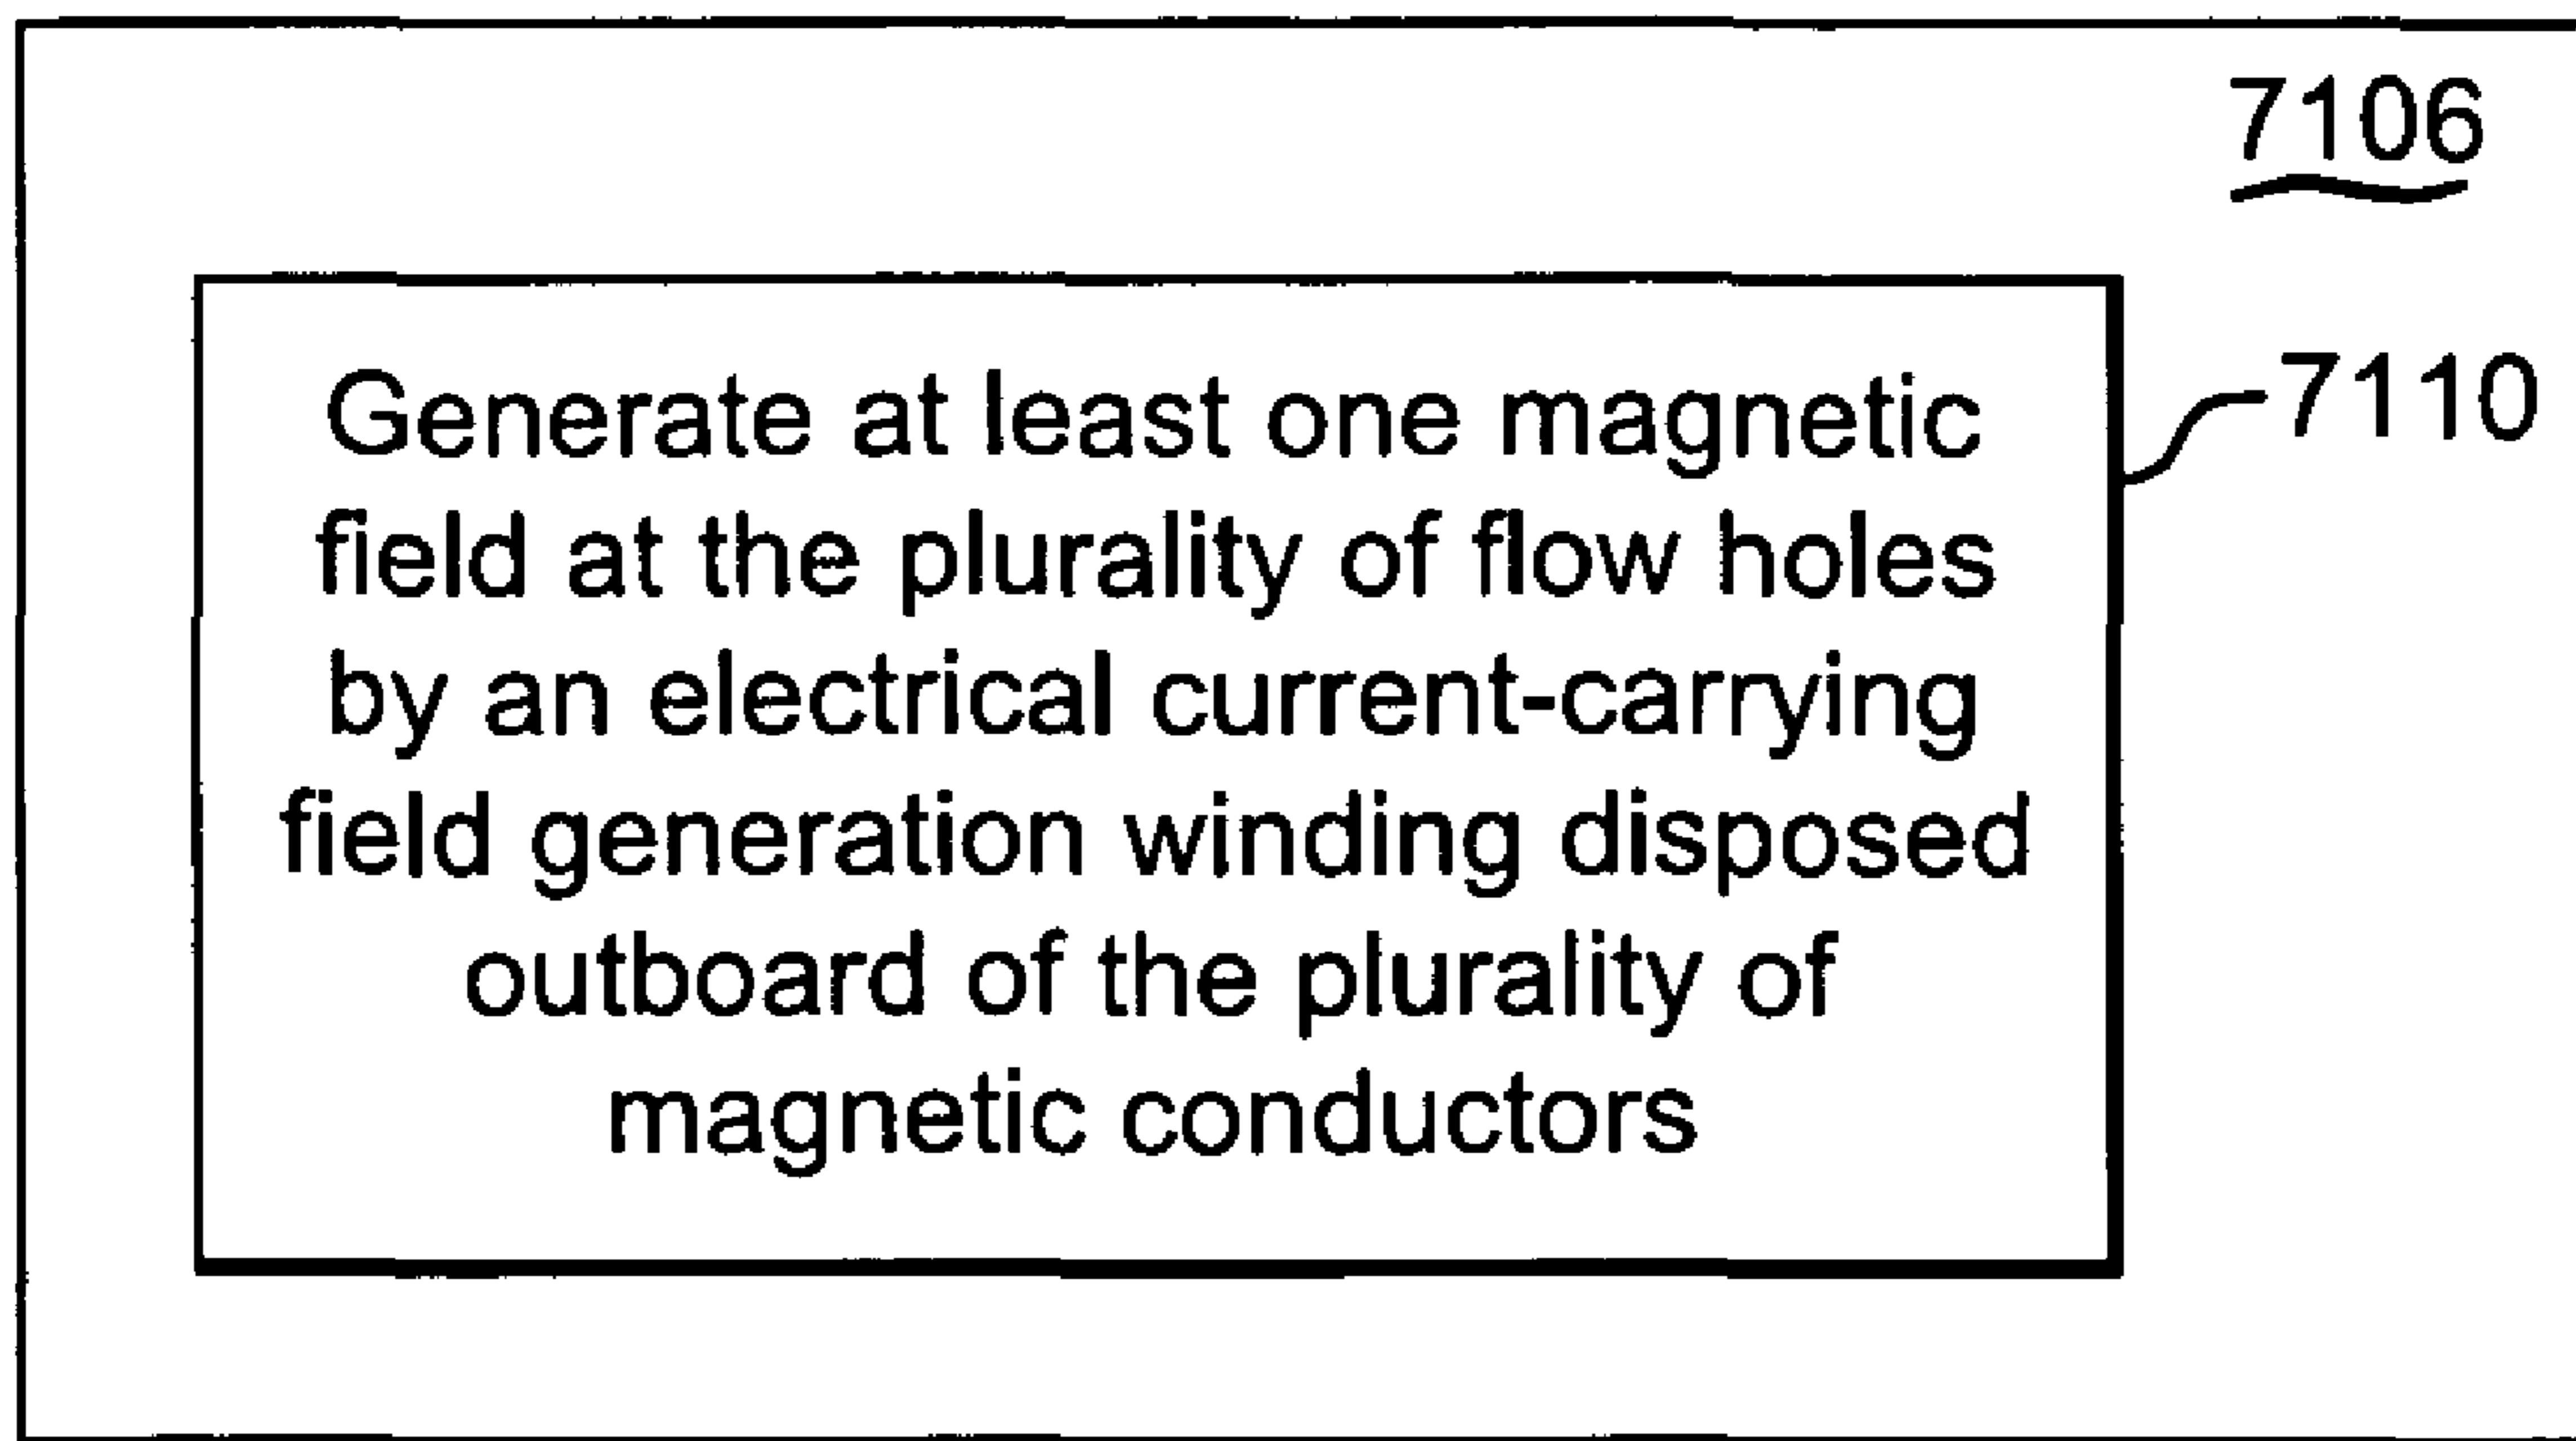 7106
Generate at least one magnetic
field at the plurality of flow holes
by an electrical current-carrying
field generation winding disposed
outboard of the plurality of
magnetic conductors
7110